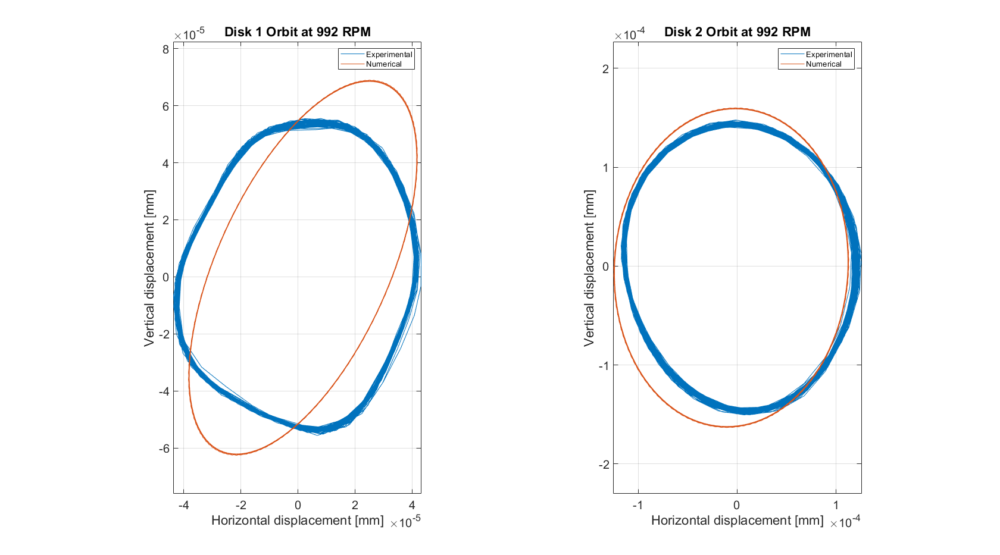 ×10-5
Disk 1 Orbit at 992 RPM
Experimental
Numerical
8
6
4
2
0
-2
-4
-6
Vertical displacement [mm]
-4 -2 0 2 4
Horizontal displacement [mm]
×10-5
×10-4
Disk 2 Orbit at 992 RPM
Experimental
Numerical
2
1
0
-1
-2
Vertical displacement [mm]
-1 0 1
Horizontal displacement [mm]
×10-4